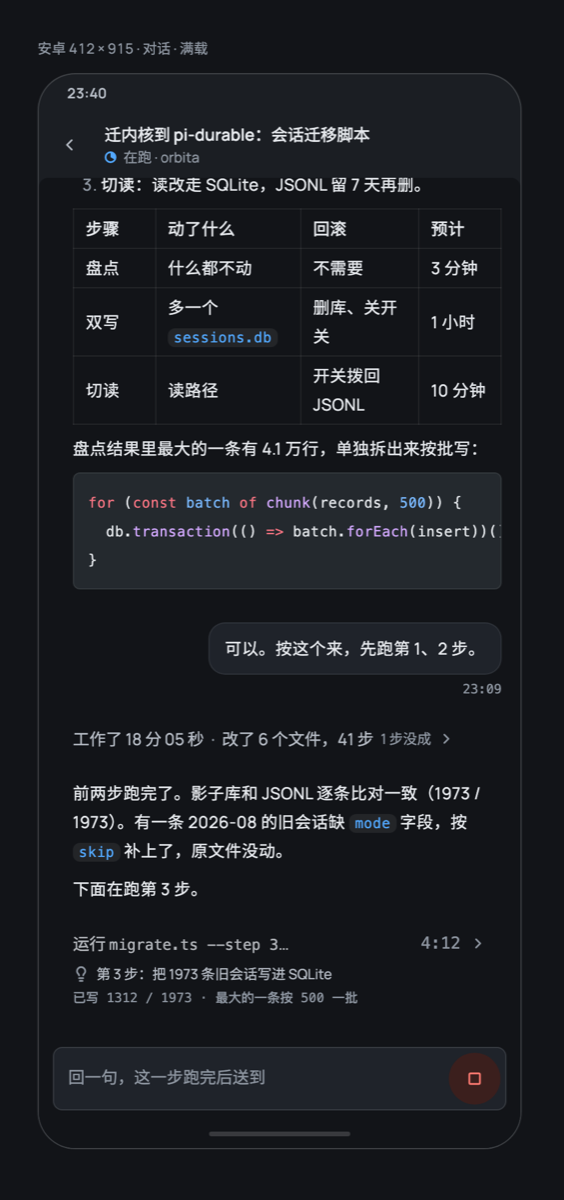 安卓 412 × 915 · 对话 · 满载
23:40
迁内核到 pi-durable：会话迁移脚本
在跑 · orbita
3. 切读：读改走 SQLite，JSONL 留 7 天再删。
步骤 动了什么 回滚 预计
盘点 什么都不动 不需要 3 分钟
双写 多一个 sessions.db 删库、关开关 1 小时
切读 读路径 开关拨回 JSONL 10 分钟
盘点结果里最大的一条有 4.1 万行，单独拆出来按批写：
for (const batch of chunk(records, 500)) {
  db.transaction(() => batch.forEach(insert))(
}
可以。按这个来，先跑第 1、2 步。
23:09
工作了 18 分 05 秒 · 改了 6 个文件，41 步 1 步没成
前两步跑完了。影子库和 JSONL 逐条比对一致（1973 /
1973）。有一条 2026-08 的旧会话缺 mode 字段，按
skip 补上了，原文件没动。
下面在跑第 3 步。
运行 migrate.ts --step 3… 4:12
第 3 步：把 1973 条旧会话写进 SQLite
已写 1312 / 1973 · 最大的一条按 500 一批
回一句，这一步跑完后送到